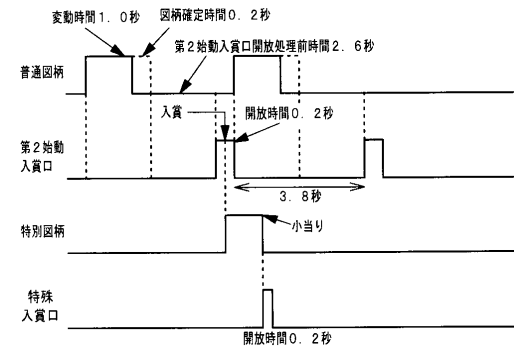 変動時間1.0秒
図柄確定時間0.2秒
第2始動入賞口開放処理前時間2.6秒
普通図柄
入賞
開放時間0.2秒
第2始動
入賞口
3.8秒
特別図柄
小当り
特殊
入賞口
開放時間0.2秒